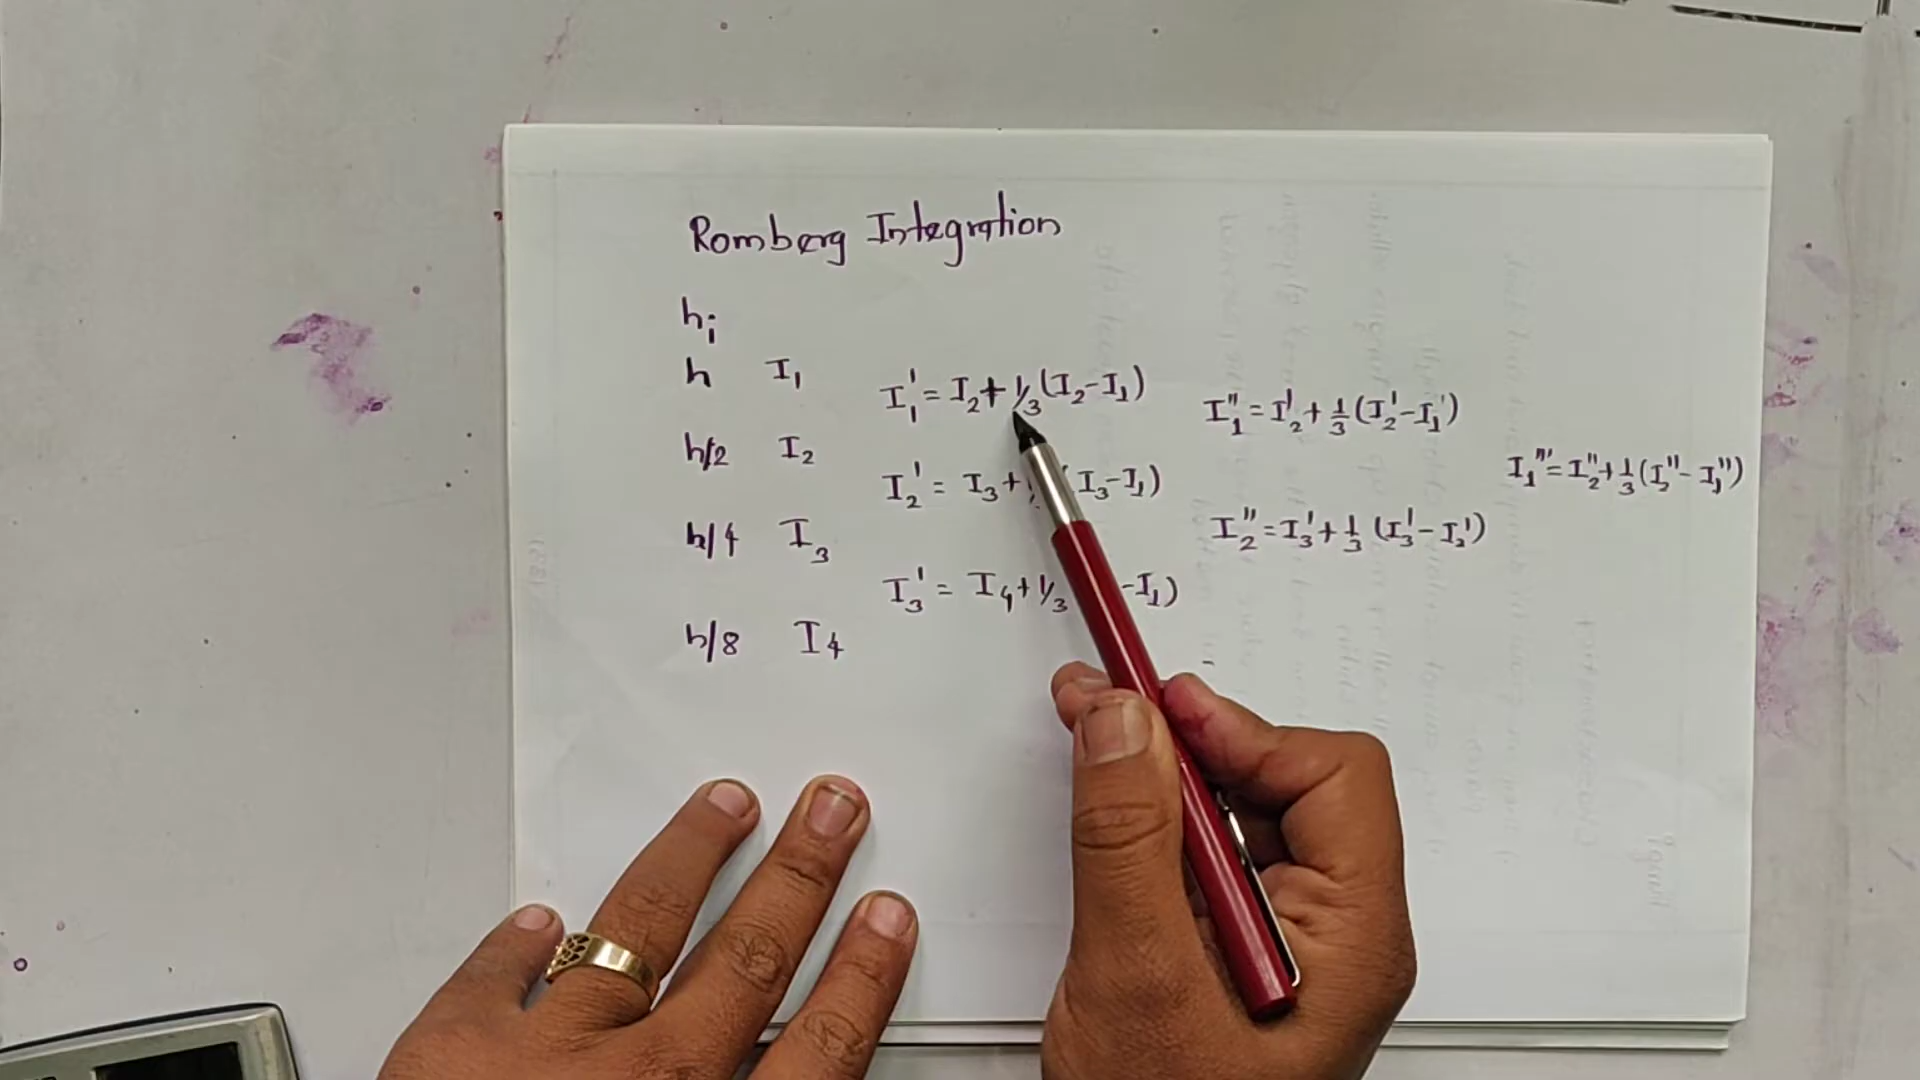 Romberg Integration
hi
h I₁
I₁' = I₂ + 1/3 (I₂ - I₁)
I₁'' = I₂' + 1/3 (I₂' - I₁')
h/2 I₂
I₂' = I₃ + ( I₃ - I₁)
I₁''' = I₂'' + 1/3 (I₂'' - I₁'')
I₂'' = I₃' + 1/3 (I₃' - I₂')
h/4 I₃
I₃' = I₄ + 1/3 - I₁)
h/8 I₄